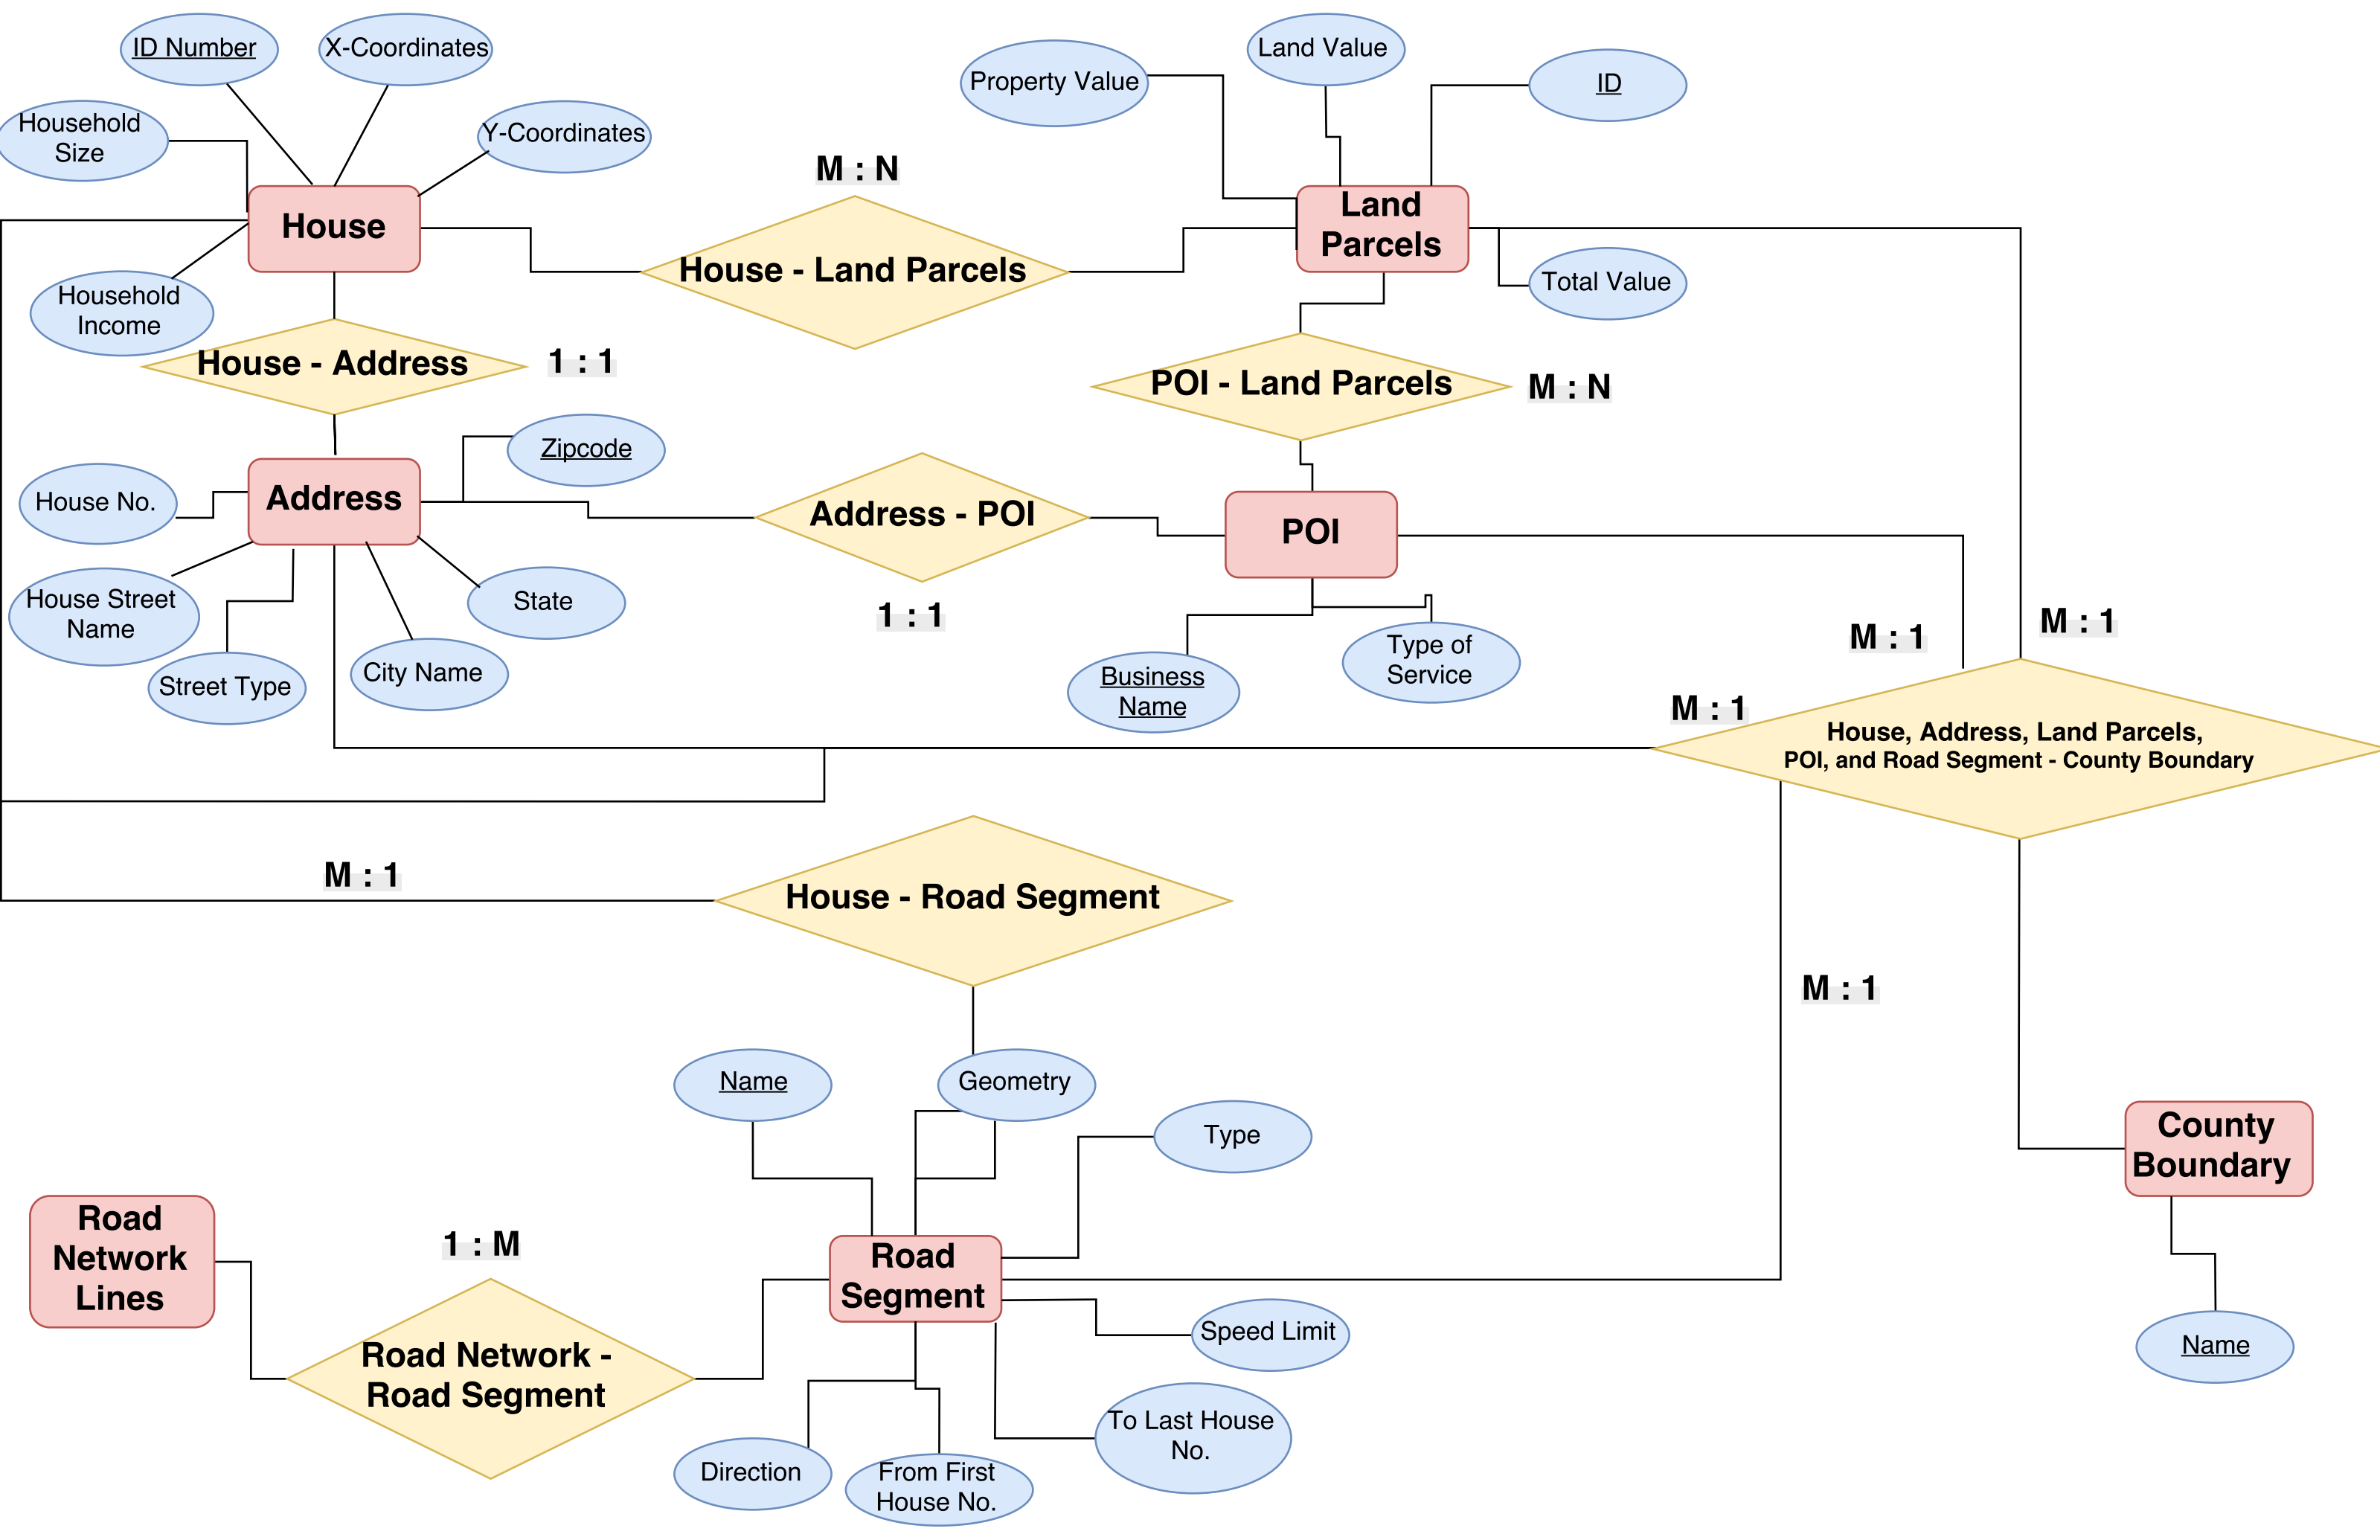 ID Number
X-Coordinates
Household
Size
Y-Coordinates
House
Household
Income
M : N
House - Land Parcels
Property Value
Land Value
ID
Land
Parcels
Total Value
House - Address
1 : 1
POI - Land Parcels
M : N
Zipcode
House No.
Address
Address - POI
1 : 1
POI
House Street
Name
Street Type
City Name
State
Business
Name
Type of
Service
M : 1
M : 1
M : 1
House, Address, Land Parcels,
POI, and Road Segment - County Boundary
M : 1
House - Road Segment
M : 1
Name
Geometry
Type
County
Boundary
Road
Network
Lines
1 : M
Road
Segment
Speed Limit
Name
Road Network -
Road Segment
To Last House
No.
Direction
From First
House No.